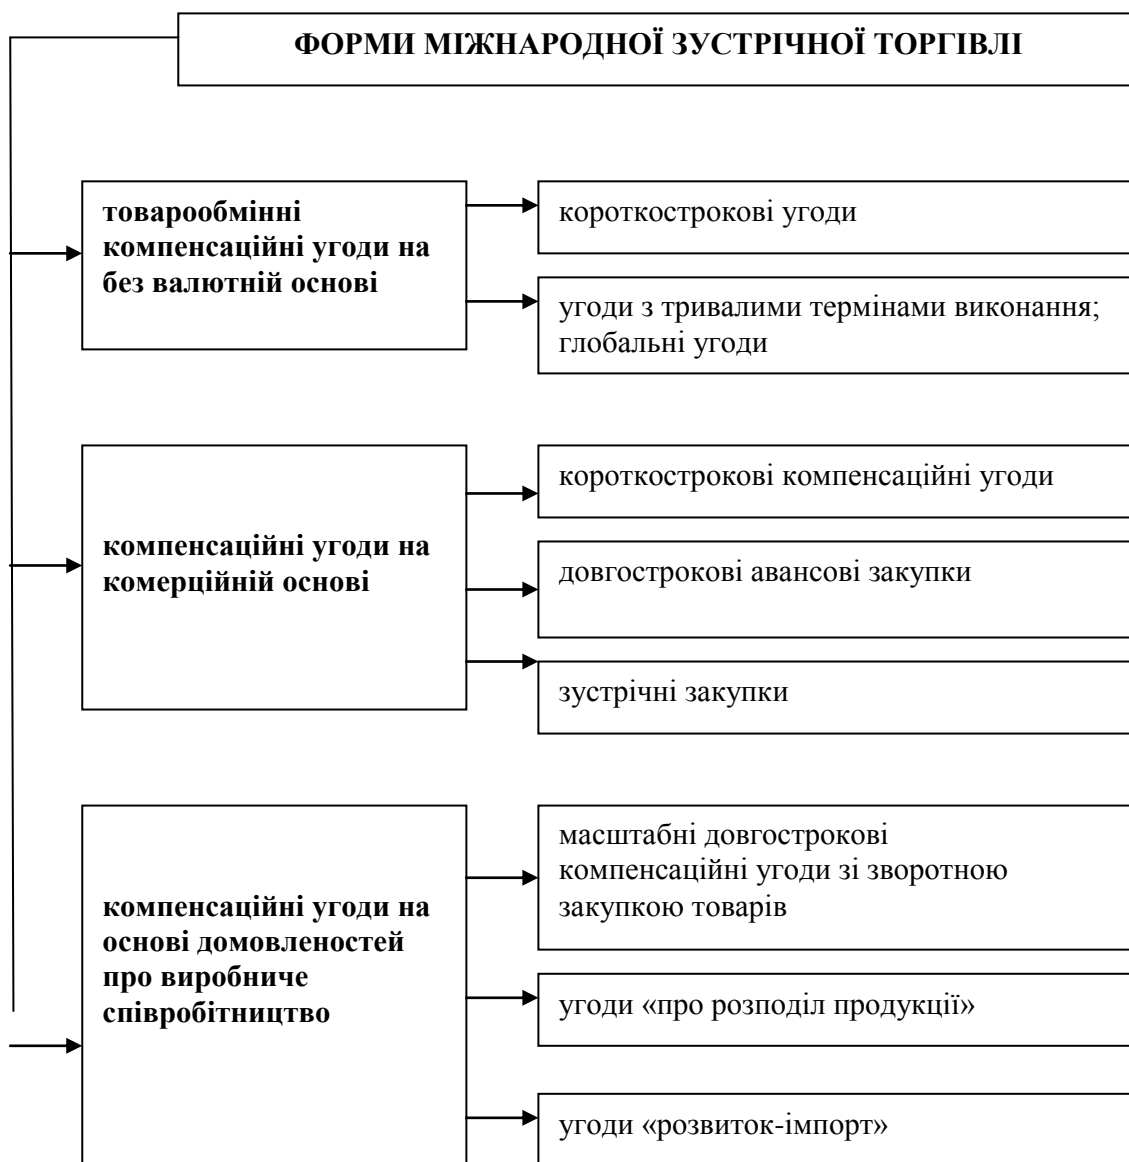 ФОРМИ МІЖНАРОДНОЇ ЗУСТРІЧНОЇ ТОРГІВЛІ
товарообмінні
компенсаційні угоди на
без валютній основі
короткострокові угоди
угоди з тривалими термінами виконання;
глобальні угоди
компенсаційні угоди на
комерційній основі
короткострокові компенсаційні угоди
довгострокові авансові закупки
зустрічні закупки
компенсаційні угоди на
основі домовленостей
про виробниче
співробітництво
масштабні довгострокові
компенсаційні угоди зі зворотною
закупкою товарів
угоди «про розподіл продукції»
угоди «розвиток-імпорт»